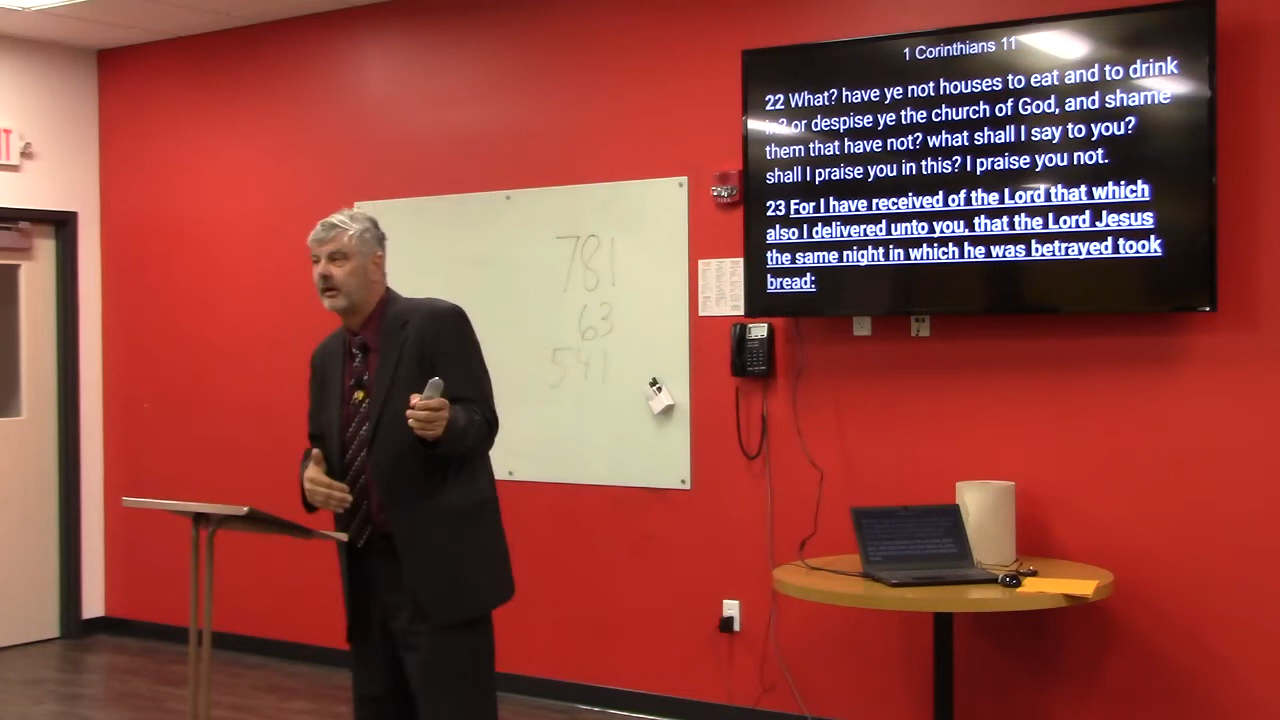 1 Corinthians 11
22 What? have ye not houses to eat and to drink
in? or despise ye the church of God, and shame
them that have not? what shall I say to you?
shall I praise you in this? I praise you not.
23 For I have received of the Lord that which
also I delivered unto you, that the Lord Jesus
the same night in which he was betrayed took
bread:
781
63
541
FIRE